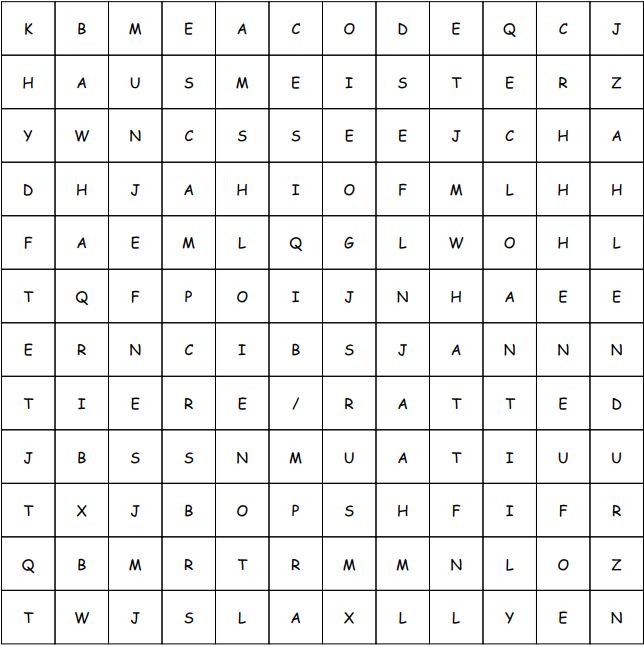 K B M E A C O D E Q C J
H A U S M E I S T E R Z
Y W N C S S E E J C H A
D H J A H I O F M L H H
F A E M L Q G L W O H L
T Q F P O I J N H A E E
E R N C I B S J A N N N
T I E R E / R A T T E D
J B S S N M U A T I U U
T X J B O P S H F I F R
Q B M R T R M M N L O Z
T W J S L A X L L Y E N